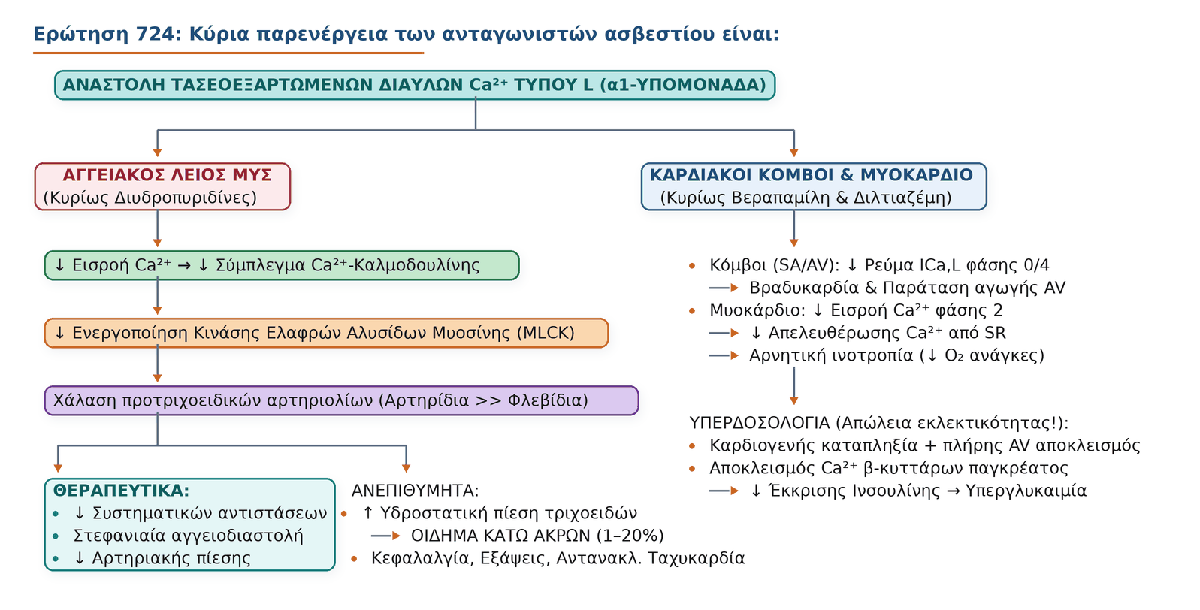 Ερώτηση 724: Κύρια παρενέργεια των ανταγωνιστών ασβεστίου είναι:
ΑΝΑΣΤΟΛΗ ΤΑΣΕΟΕΞΑΡΤΩΜΕΝΩΝ ΔΙΑΥΛΩΝ Ca²⁺ ΤΥΠΟΥ L (α1-ΥΠΟΜΟΝΑΔΑ)
ΑΓΓΕΙΑΚΟΣ ΛΕΙΟΣ ΜΥΣ
(Κυρίως Διυδροπυριδίνες)
↓ Εισροή Ca²⁺ → ↓ Σύμπλεγμα Ca²⁺-Καλμοδουλίνης
↓ Ενεργοποίηση Κινάσης Ελαφρών Αλυσίδων Μυοσίνης (MLCK)
Χάλαση προτριχοειδικών αρτηριολίων (Αρτηρίδια >> Φλεβίδια)
ΘΕΡΑΠΕΥΤΙΚΑ:
• ↓ Συστηματικών αντιστάσεων
• Στεφανιαία αγγειοδιαστολή
• ↓ Αρτηριακής πίεσης
ΑΝΕΠΙΘΥΜΗΤΑ:
• ↑ Υδροστατική πίεση τριχοειδών
→ ΟΙΔΗΜΑ ΚΑΤΩ ΑΚΡΩΝ (1–20%)
• Κεφαλαλγία, Εξάψεις, Αντανακλ. Ταχυκαρδία
ΚΑΡΔΙΑΚΟΙ ΚΟΜΒΟΙ & ΜΥΟΚΑΡΔΙΟ
(Κυρίως Βεραπαμίλη & Διλτιαζέμη)
• Κόμβοι (SA/AV): ↓ Ρεύμα ICa,L φάσης 0/4
→ Βραδυκαρδία & Παράταση αγωγής AV
• Μυοκάρδιο: ↓ Εισροή Ca²⁺ φάσης 2
→ ↓ Απελευθέρωσης Ca²⁺ από SR
→ Αρνητική ινοτροπία (↓ O₂ ανάγκες)
ΥΠΕΡΔΟΣΟΛΟΓΙΑ (Απώλεια εκλεκτικότητας!):
• Καρδιογενής καταπληξία + πλήρης AV αποκλεισμός
• Αποκλεισμός Ca²⁺ β-κυττάρων παγκρέατος
→ ↓ Έκκρισης Ινσουλίνης → Υπεργλυκαιμία